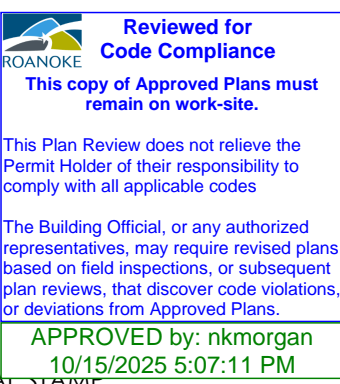 ROANOKE
Reviewed for
Code Compliance
This copy of Approved Plans must
remain on work-site.
This Plan Review does not relieve the
Permit Holder of their responsibility to
comply with all applicable codes
The Building Official, or any authorized
representatives, may require revised plans
based on field inspections, or subsequent
plan reviews, that discover code violations,
or deviations from Approved Plans.
APPROVED by: nkmorgan
10/15/2025 5:07:11 PM
STAMP